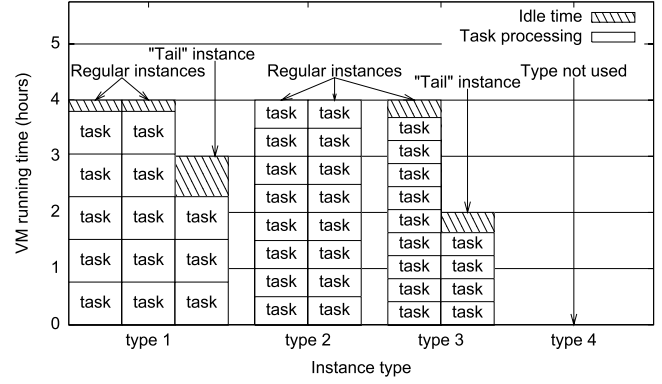 Idle time
Task processing
"Tail" instance
Regular instances
Regular instances
"Tail" instance
Type not used
VM running time (hours)
5
4
3
2
1
0
task task
task task
task task task
task task task
task task task
task task
task task
task task
task task
task task
task task
task task
task task
task
task
task
task
task
task task
task task
task task
task task
type 1 type 2 type 3 type 4
Instance type